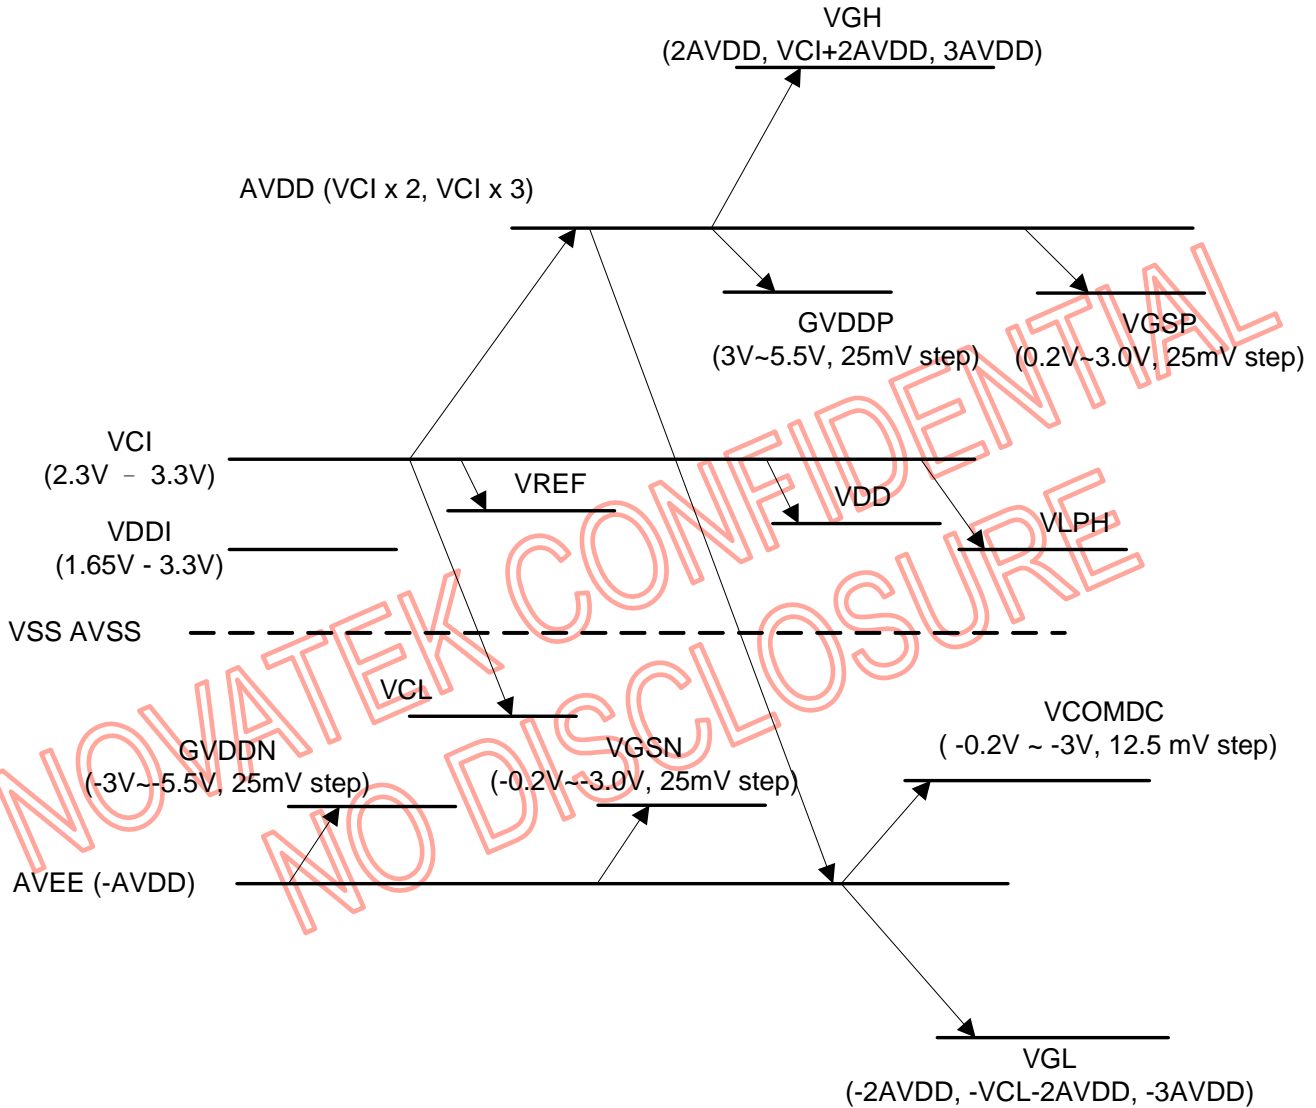 VGH
(2AVDD, VCI+2AVDD, 3AVDD)
AVDD (VCI x 2, VCI x 3)
GVDDP
(3V~5.5V, 25mV step)
VGSP
(0.2V~3.0V, 25mV step)
VCI
(2.3V – 3.3V)
VREF
VDD
VLPH
VDDI
(1.65V - 3.3V)
VSS AVSS
VCL
GVDDN
(-3V~-5.5V, 25mV step)
VGSN
(-0.2V~-3.0V, 25mV step)
VCOMDC
( -0.2V ~ -3V, 12.5 mV step)
AVEE (-AVDD)
VGL
(-2AVDD, -VCL-2AVDD, -3AVDD)
NOVATEK CONFIDENTIAL
NO DISCLOSURE